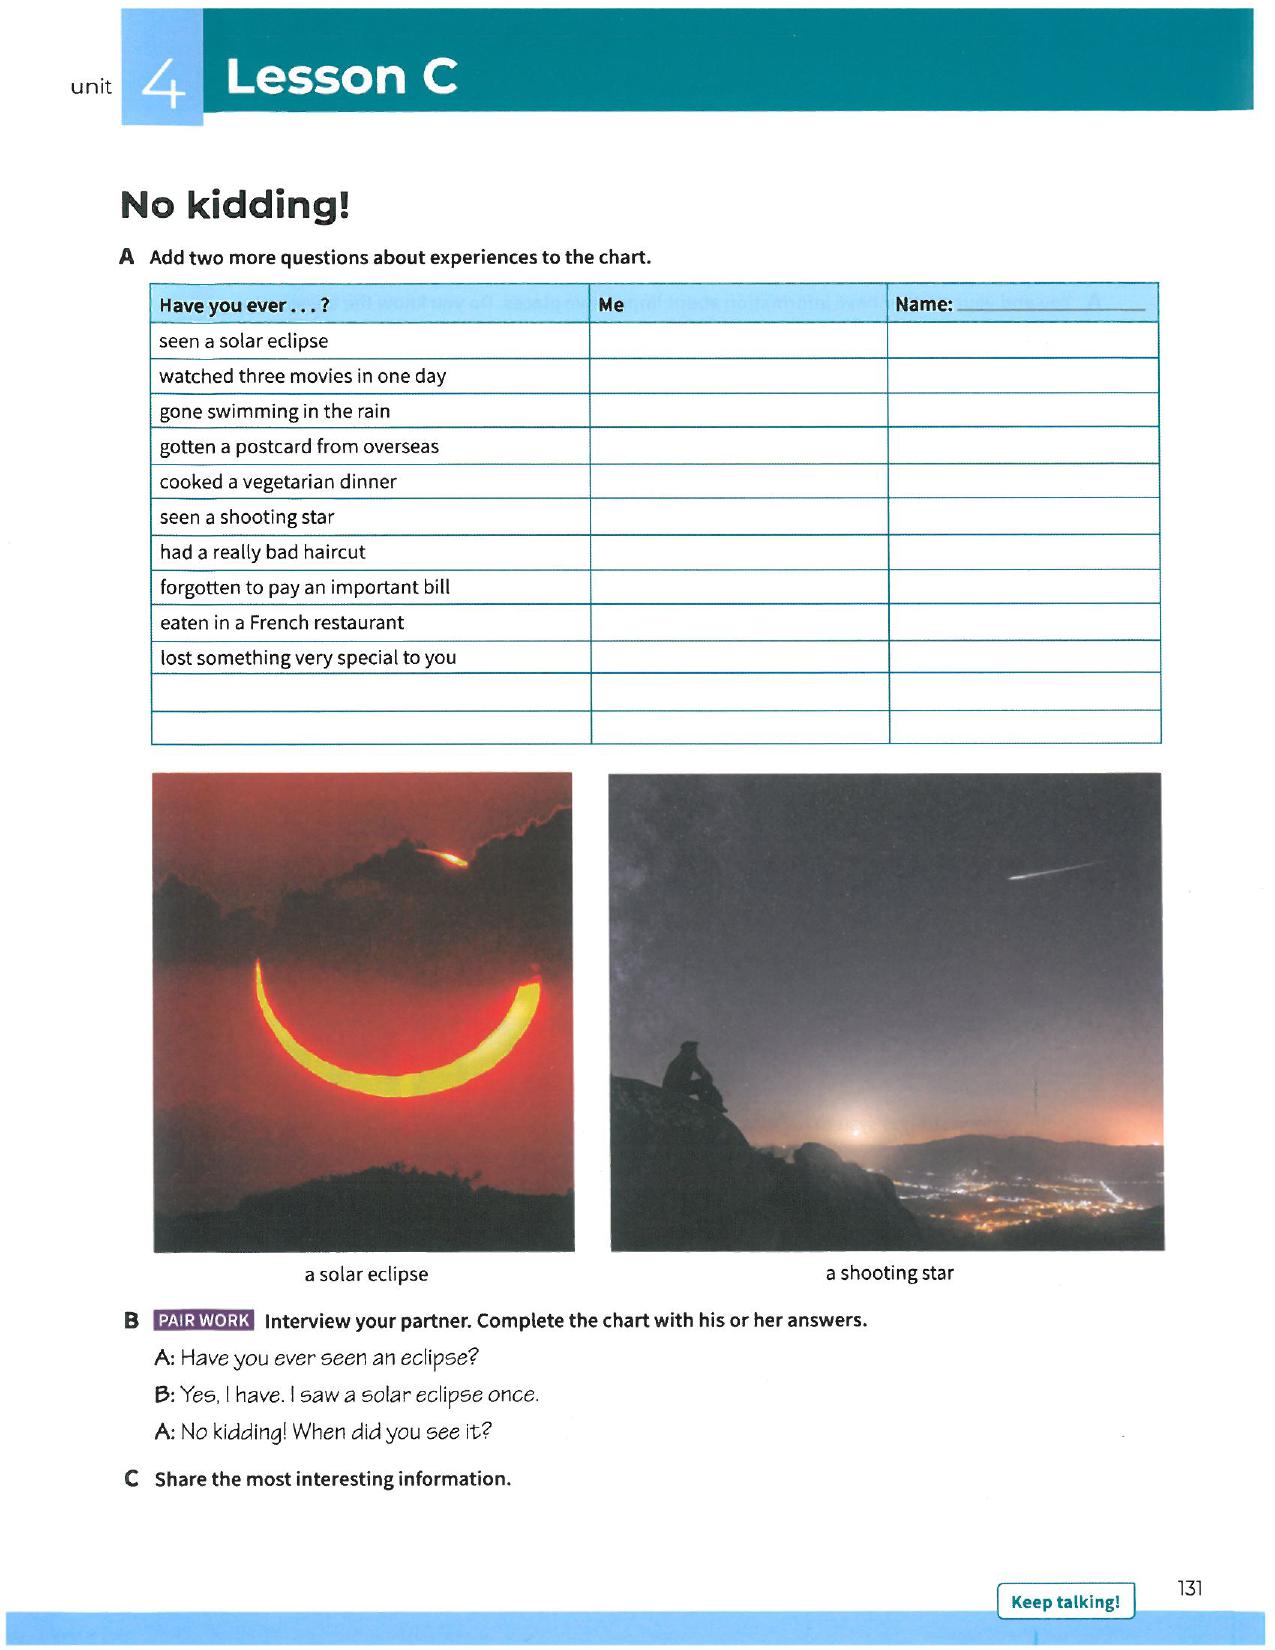 unit 4 Lesson C
No kidding!
A Add two more questions about experiences to the chart.
Have you ever . . . ? Me Name: ____________
seen a solar eclipse
watched three movies in one day
gone swimming in the rain
gotten a postcard from overseas
cooked a vegetarian dinner
seen a shooting star
had a really bad haircut
forgotten to pay an important bill
eaten in a French restaurant
lost something very special to you
a solar eclipse a shooting star
B PAIR WORK Interview your partner. Complete the chart with his or her answers.
A: Have you ever seen an eclipse?
B: Yes, I have. I saw a solar eclipse once.
A: No kidding! When did you see it?
C Share the most interesting information.
Keep talking! 131